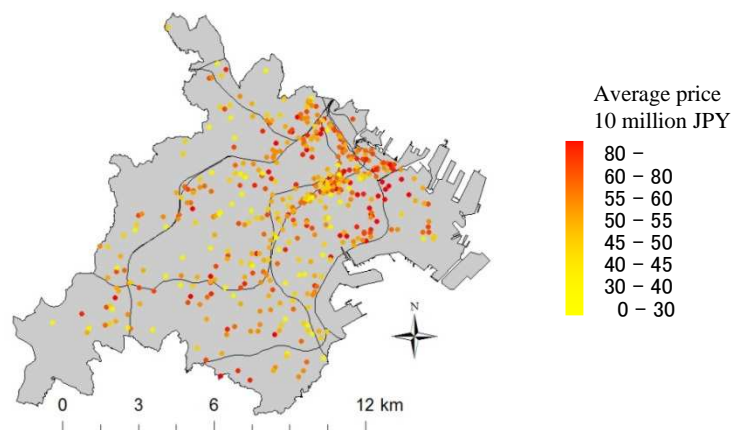 Average price
10 million JPY
80 –
60 – 80
55 – 60
50 – 55
45 – 50
40 – 45
30 – 40
0 – 30
N
0 3 6 12 km